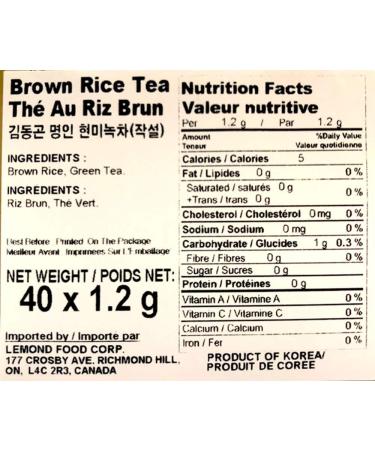 Brown Rice Tea
Thé Au Riz Brun
김동곤 명인 현미녹차(작설)
INGREDIENTS :
Brown Rice, Green Tea.
INGREDIENTS :
Riz Brun, Thé Vert.
Best Before Printed On The Package
Meilleur Avant Imprimees Sur L'Emballage
NET WEIGHT / POIDS NET:
40 x 1.2 g
Imported by / Importe par
LEMOND FOOD CORP.
177 CROSBY AVE. RICHMOND HILL,
ON, L4C 2R3, CANADA
Nutrition Facts
Valeur nutritive
Per 1.2 g / Par 1.2 g
Amount %Daily Value
Teneur Valeur quotidienne
Calories / Calories 5
Fat / Lipides 0 g 0 %
Saturated / saturés 0 g
+Trans / trans 0 g 0 %
Cholesterol / Cholestérol 0 mg 0 %
Sodium / Sodium 0 mg 0 %
Carbohydrate / Glucides 1 g 0.3 %
Fibre / Fibres 0 g 0 %
Sugar / Sucres 0 g
Protein / Protéines 0 g
Vitamin A / Vitamine A 0 %
Vitamin C / Vitamine C 0 %
Calcium / Calcium 0 %
Iron / Fer 0 %
PRODUCT OF KOREA/
PRODUIT DE COREE